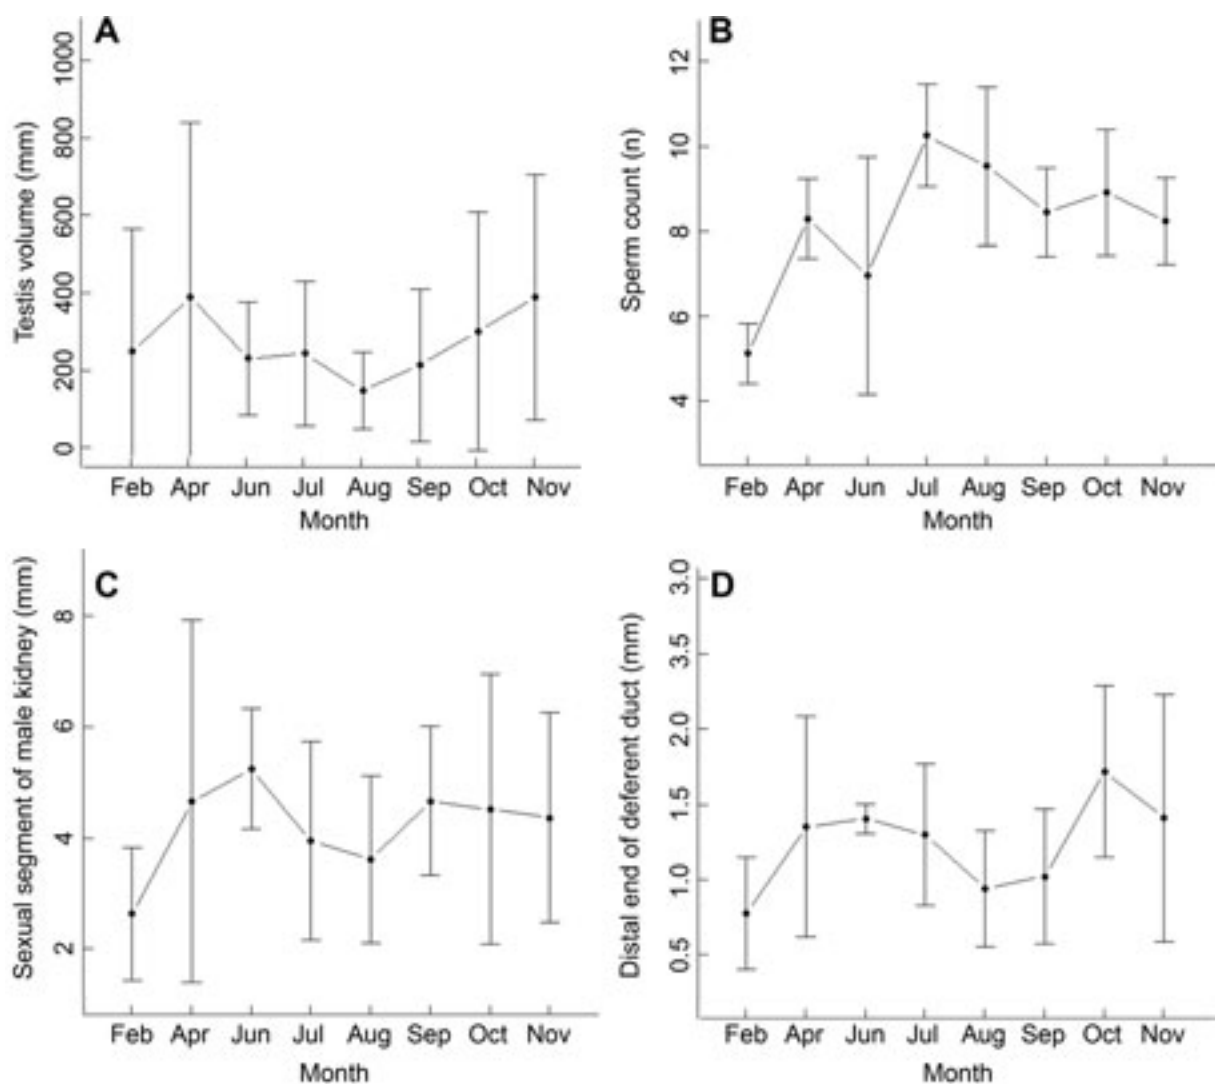 A
Testis volume (mm)
1000
800
600
400
200
0
Feb Apr Jun Jul Aug Sep Oct Nov
Month
B
Sperm count (n)
12
10
8
6
4
Feb Apr Jun Jul Aug Sep Oct Nov
Month
C
Sexual segment of male kidney (mm)
8
6
4
2
Feb Apr Jun Jul Aug Sep Oct Nov
Month
D
Distal end of deferent duct (mm)
3.0
3.5
2.0
1.5
1.0
0.5
Feb Apr Jun Jul Aug Sep Oct Nov
Month